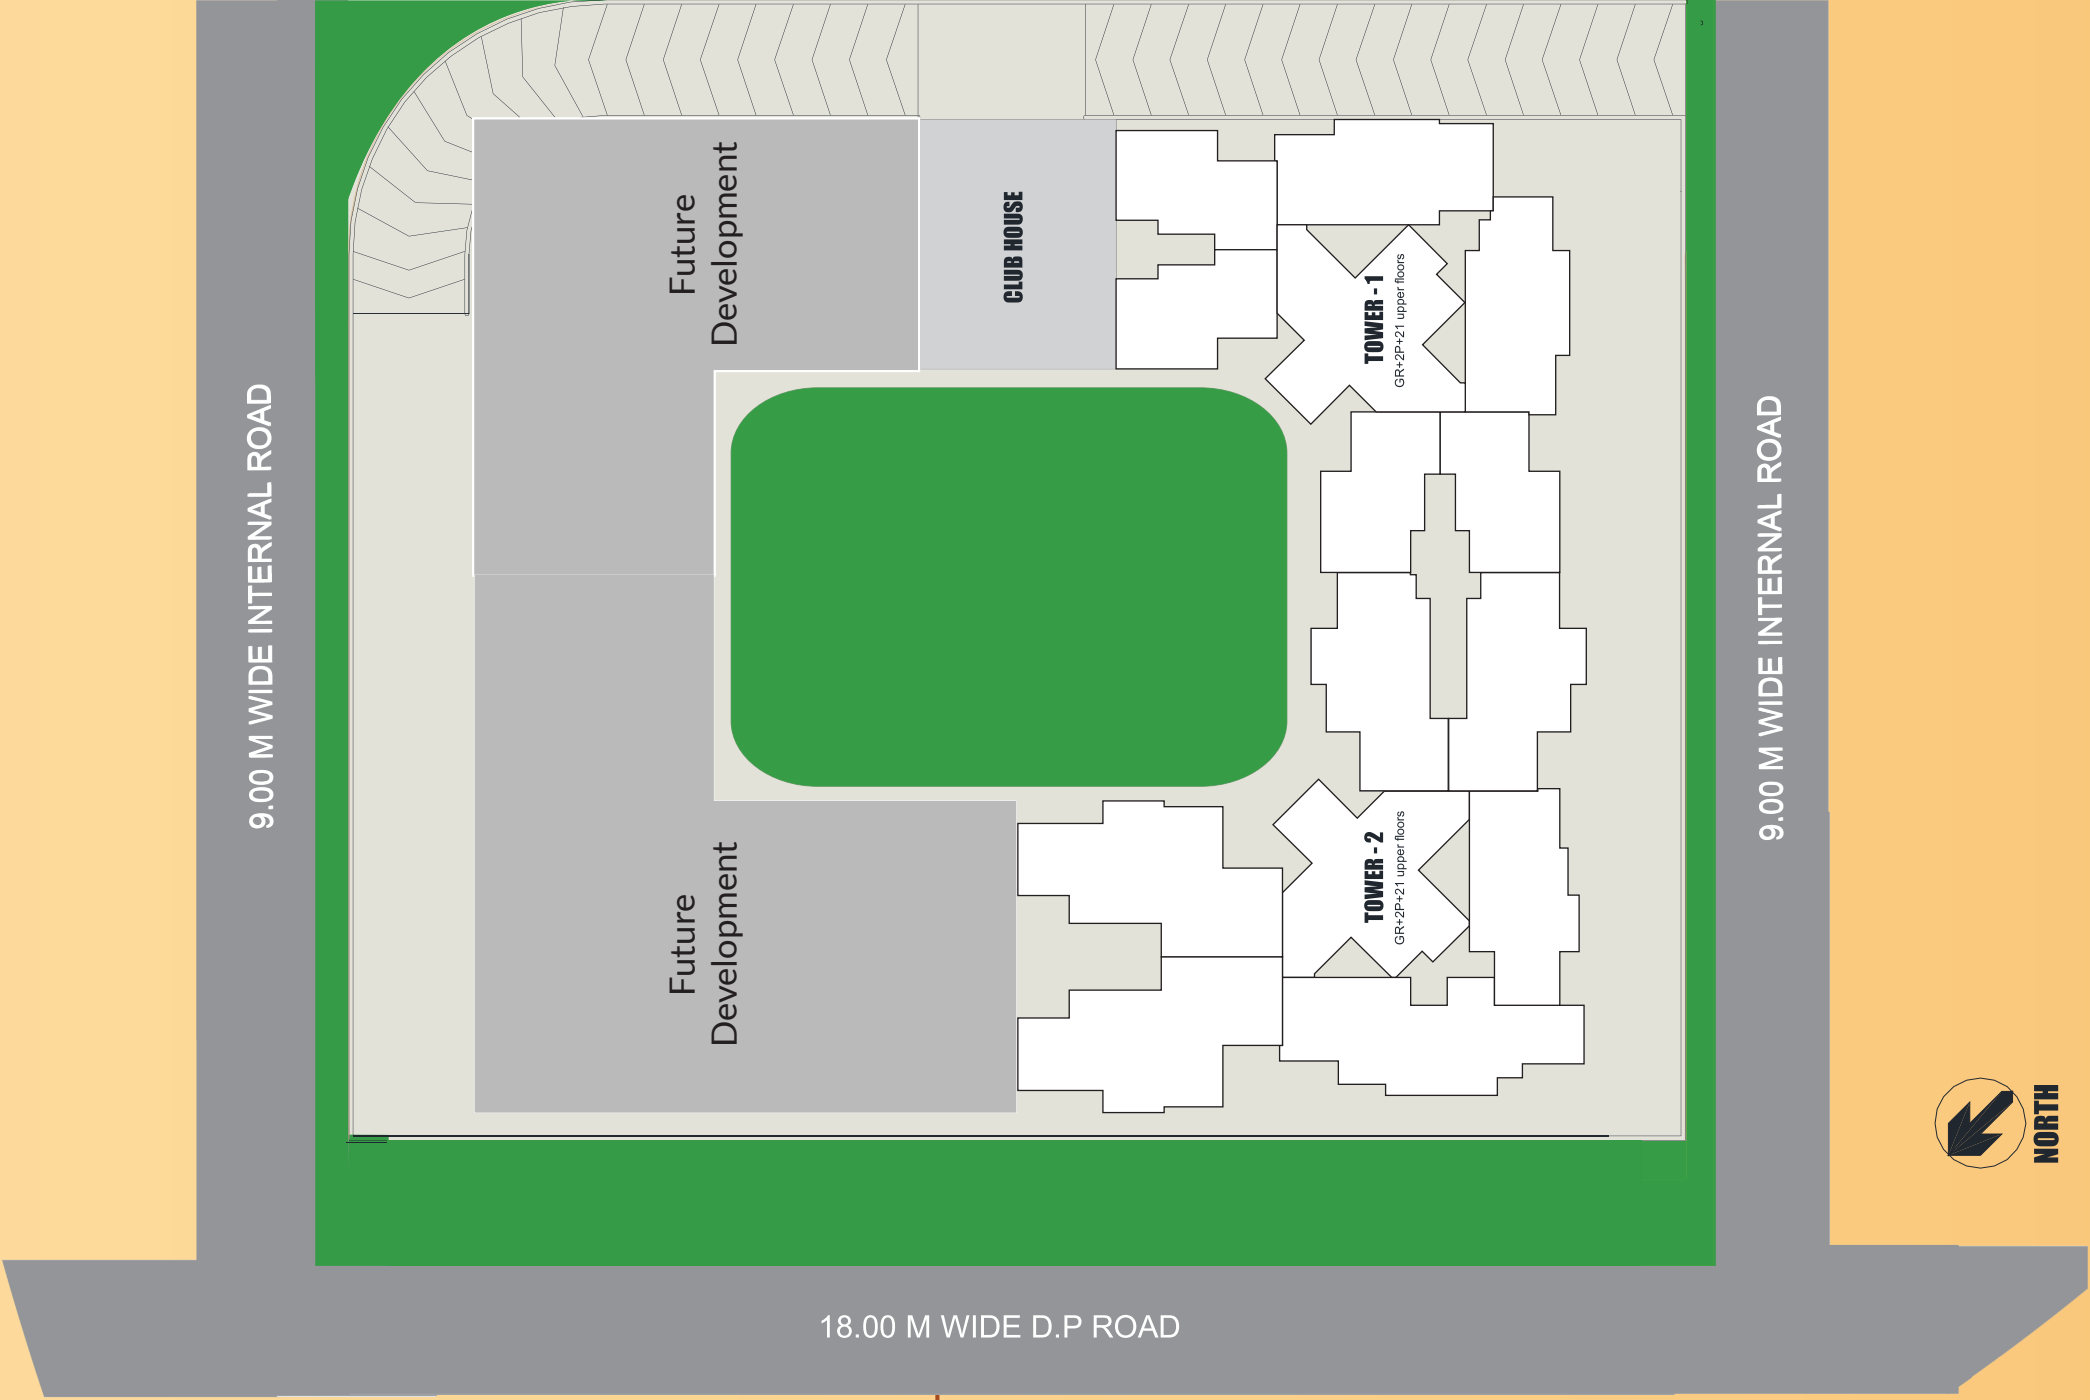 Future
Development
CLUB HOUSE
TOWER - 1
GR+2P+21 upper floors
9.00 M WIDE INTERNAL ROAD
9.00 M WIDE INTERNAL ROAD
Future
Development
TOWER - 2
GR+2P+21 upper floors
NORTH
18.00 M WIDE D.P ROAD